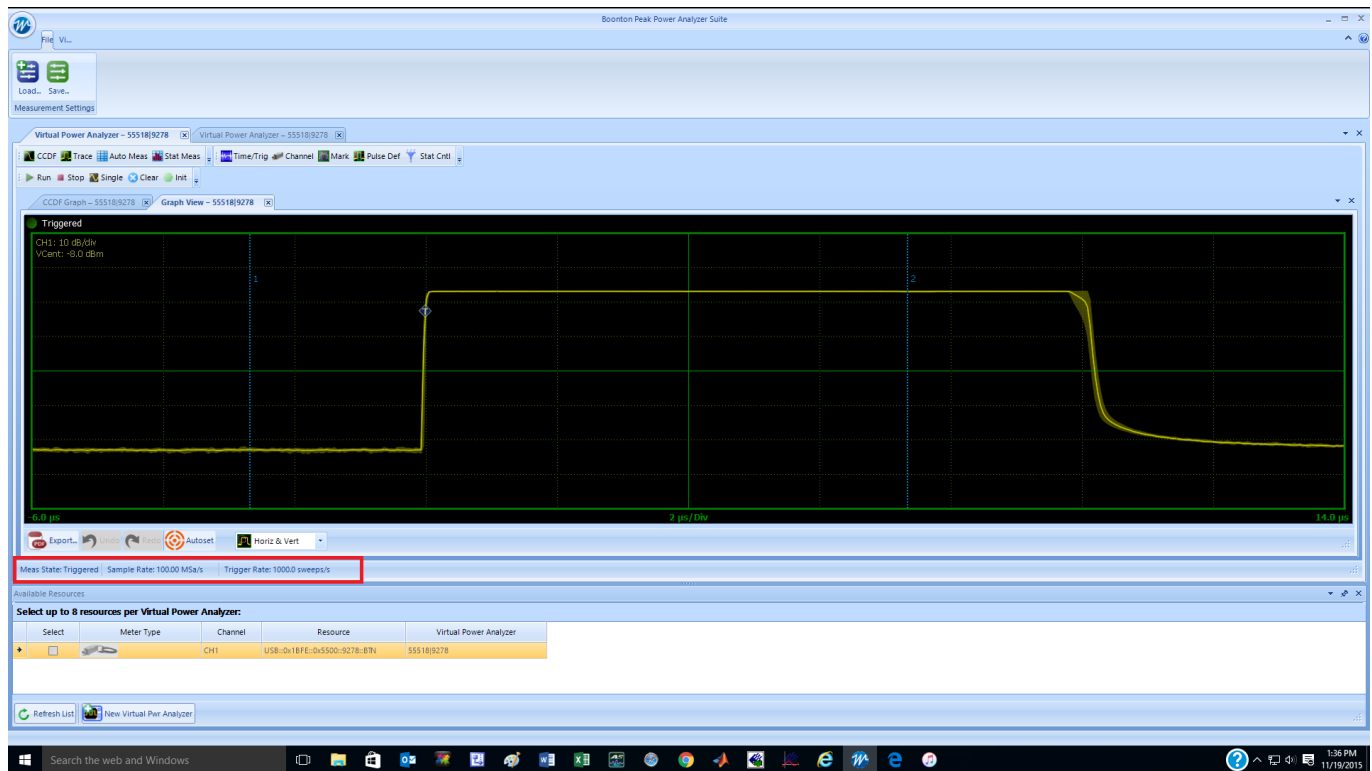 Boonton Peak Power Analyzer Suite
File Vi...
Load... Save...
Measurement Settings
Virtual Power Analyzer – 55518|9278 Virtual Power Analyzer – 55518|9278
CCDF Trace Auto Meas Stat Meas Time/Trig Channel Mark Pulse Def Stat Cntl
Run Stop Single Clear Init
CCDF Graph – 55518|9278 Graph View – 55518|9278
Triggered
CH1: 10 dB/div
VCent: -8.0 dBm
1 2
T
-6.0 µs 2 µs/Div 14.0 µs
Export... Undo Redo Autoset Horiz & Vert
Meas State: Triggered Sample Rate: 100.00 MSa/s Trigger Rate: 1000.0 sweeps/s
Available Resources
Select up to 8 resources per Virtual Power Analyzer:
Select Meter Type Channel Resource Virtual Power Analyzer
CH1 USB::0x1BFE::0x5500::9278::BTN 55518|9278
Refresh List New Virtual Pwr Analyzer
Search the web and Windows
1:36 PM
11/19/2015